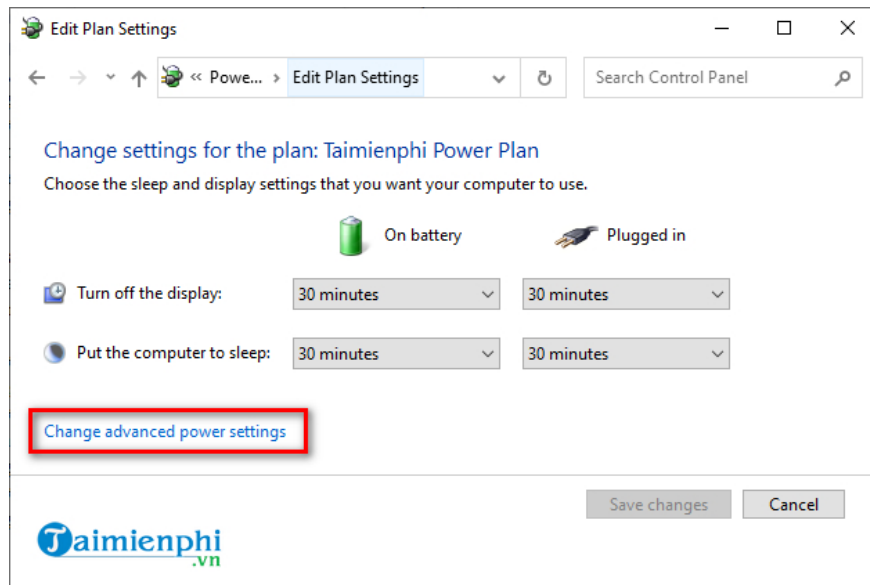 Edit Plan Settings
« Powe... > Edit Plan Settings Search Control Panel
Change settings for the plan: Taimienphi Power Plan
Choose the sleep and display settings that you want your computer to use.
On battery Plugged in
Turn off the display: 30 minutes 30 minutes
Put the computer to sleep: 30 minutes 30 minutes
Change advanced power settings
Save changes Cancel
Taimienphi
.vn